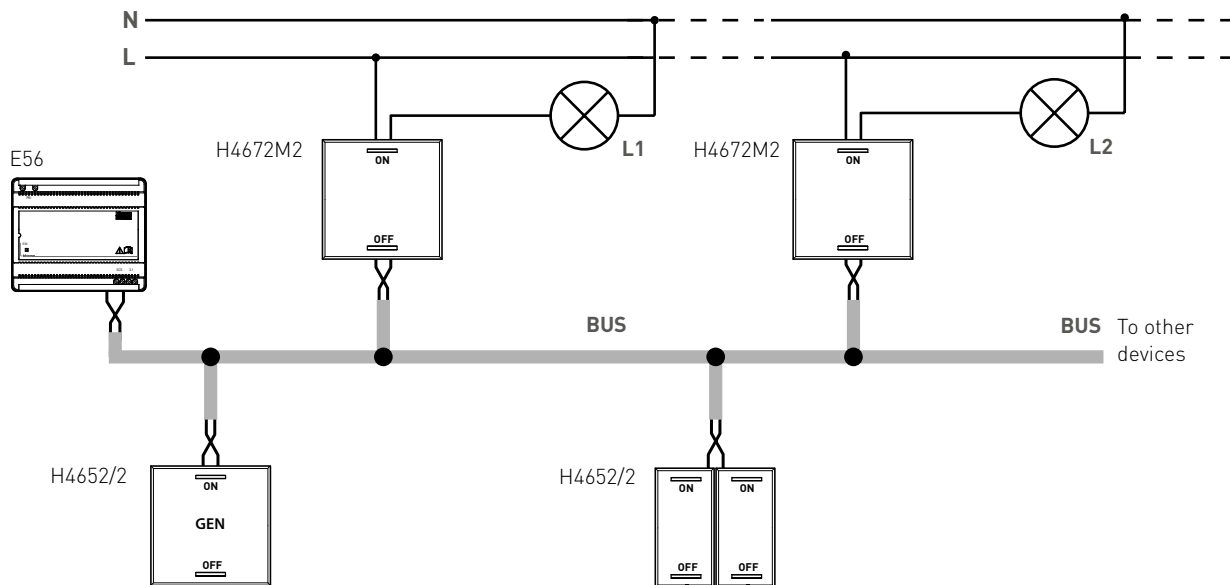 N
L
E56
H4672M2
ON
OFF
L1
H4672M2
ON
OFF
L2
BUS
BUS To other
devices
H4652/2
ON
GEN
OFF
H4652/2
ON
OFF
ON
OFF